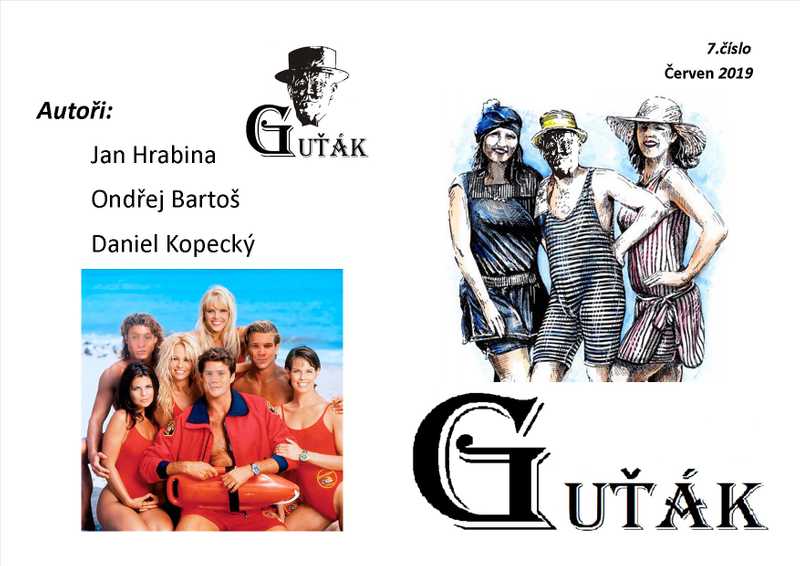 Autoři:
Jan Hrabina
Ondřej Bartoš
Daniel Kopecký
GUŤÁK
7.číslo
Červen 2019
GUŤÁK